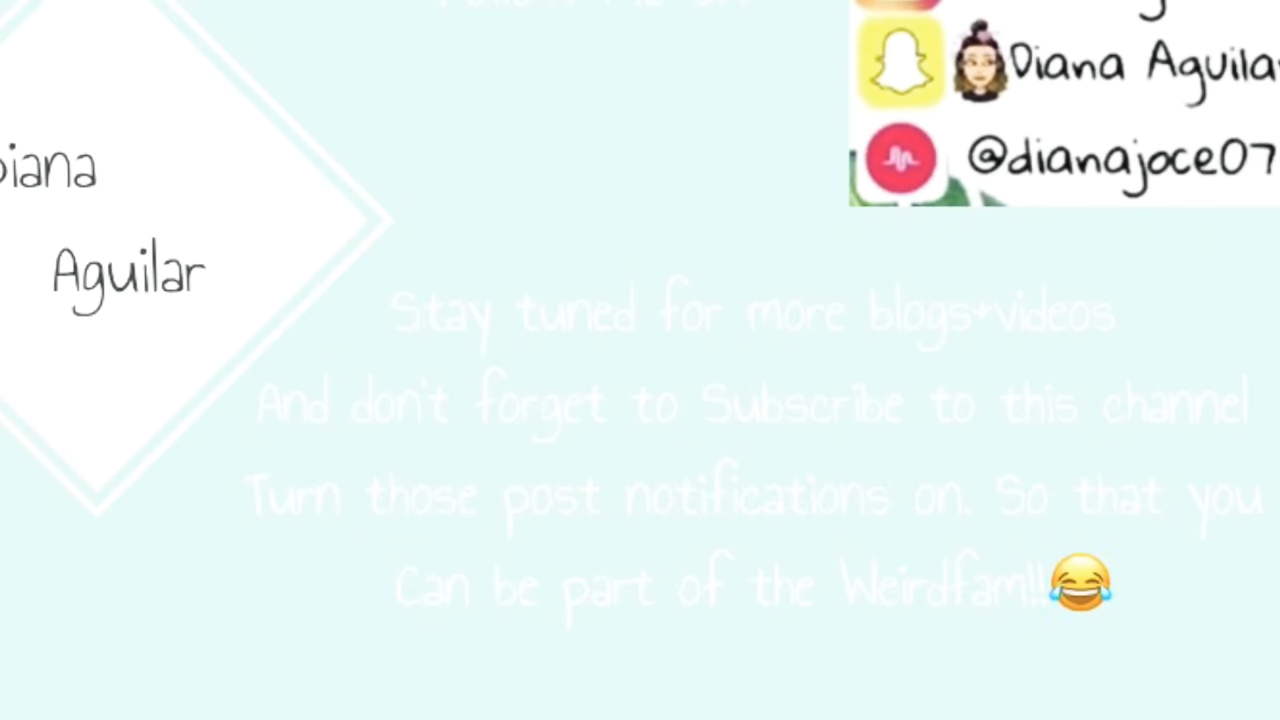 Diana Aguilar
@dianajoce07
Diana
Aguilar
Stay tuned for more blogs+videos
And don't forget to Subscribe to this channel
Turn those post notifications on. So that you
Can be part of the Weirdfam!!😂